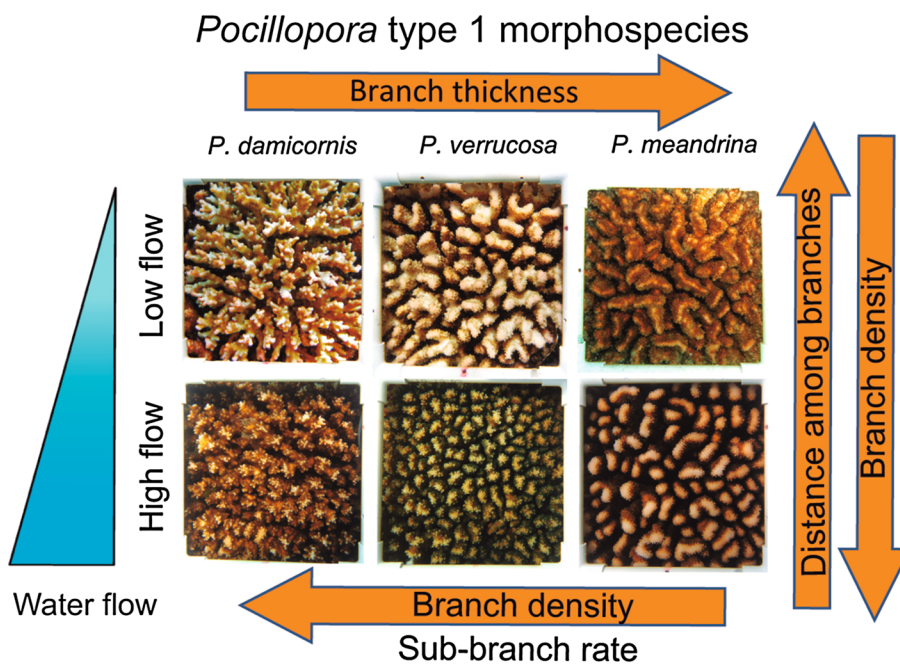 Pocillopora type 1 morphospecies
Branch thickness
P. damicornis
P. verrucosa
P. meandrina
Low flow
High flow
Water flow
Distance among branches
Branch density
Branch density
Sub-branch rate